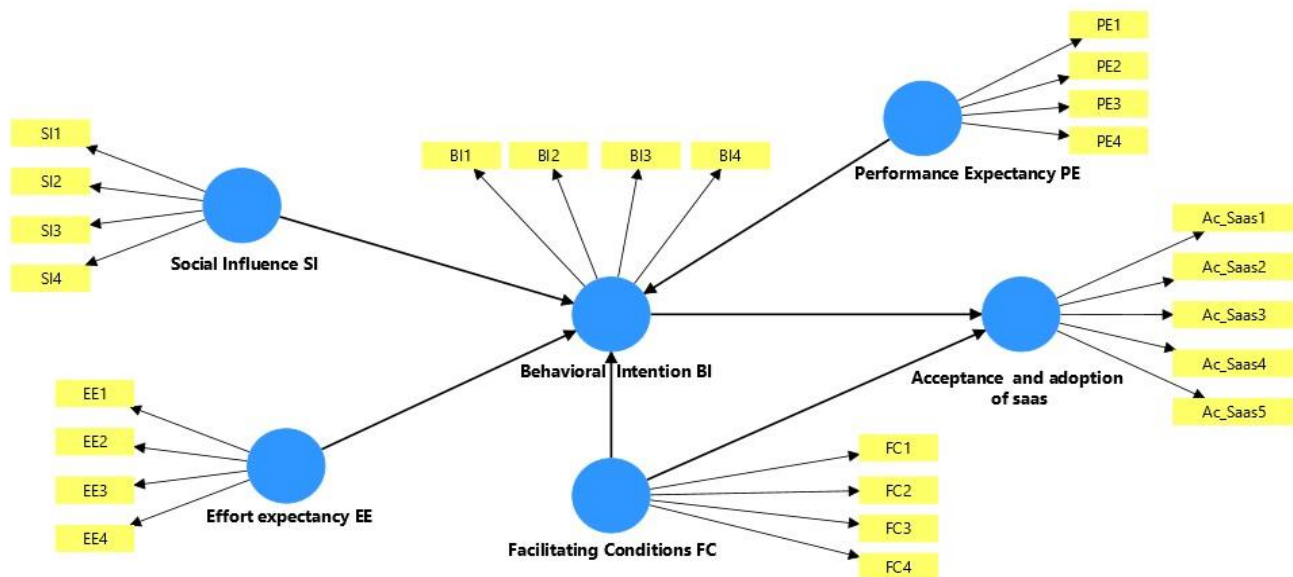 PE1
PE2
PE3
PE4
Performance Expectancy PE
SI1
SI2
SI3
SI4
Social Influence SI
BI1
BI2
BI3
BI4
Behavioral Intention BI
Ac_Saas1
Ac_Saas2
Ac_Saas3
Ac_Saas4
Ac_Saas5
Acceptance and adoption
of saas
EE1
EE2
EE3
EE4
Effort expectancy EE
FC1
FC2
FC3
FC4
Facilitating Conditions FC